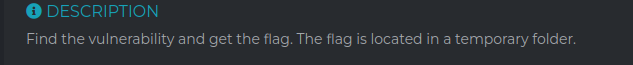 DESCRIPTION
Find the vulnerability and get the flag. The flag is located in a temporary folder.